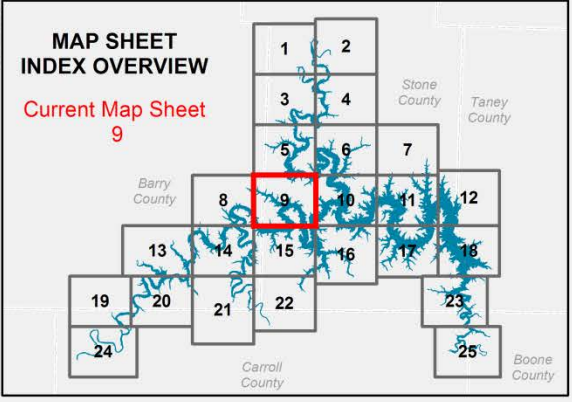 MAP SHEET
INDEX OVERVIEW
Current Map Sheet
9
1
2
3
4
Stone
County
Taney
County
5
6
7
Barry
County
8
9
10
11
12
13
14
15
16
17
18
19
20
21
22
23
24
25
Carroll
County
Boone
County